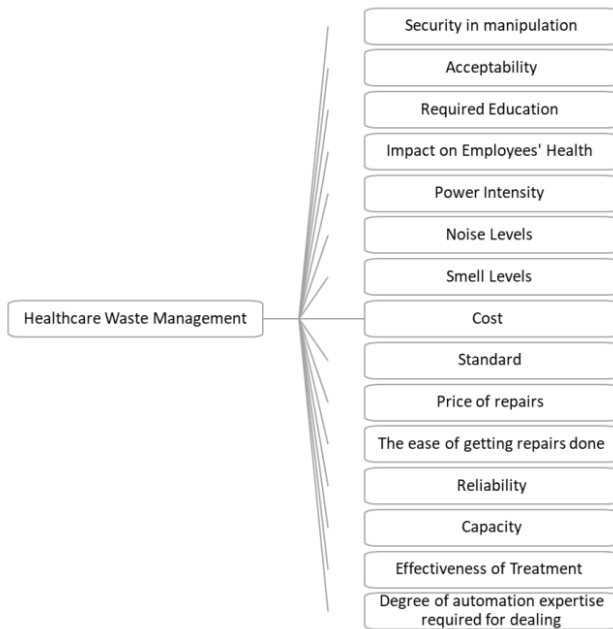 Security in manipulation
Acceptability
Required Education
Impact on Employees' Health
Power Intensity
Noise Levels
Smell Levels
Healthcare Waste Management
Cost
Standard
Price of repairs
The ease of getting repairs done
Reliability
Capacity
Effectiveness of Treatment
Degree of automation expertise
required for dealing